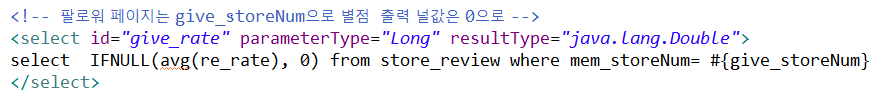 <!-- 팔로워 페이지는 give_storeNum으로 별점 출력 널값은 0으로 -->
<select id="give_rate" parameterType="Long" resultType="java.lang.Double">
select IFNULL(avg(re_rate), 0) from store_review where mem_storeNum= #{give_storeNum}
</select>